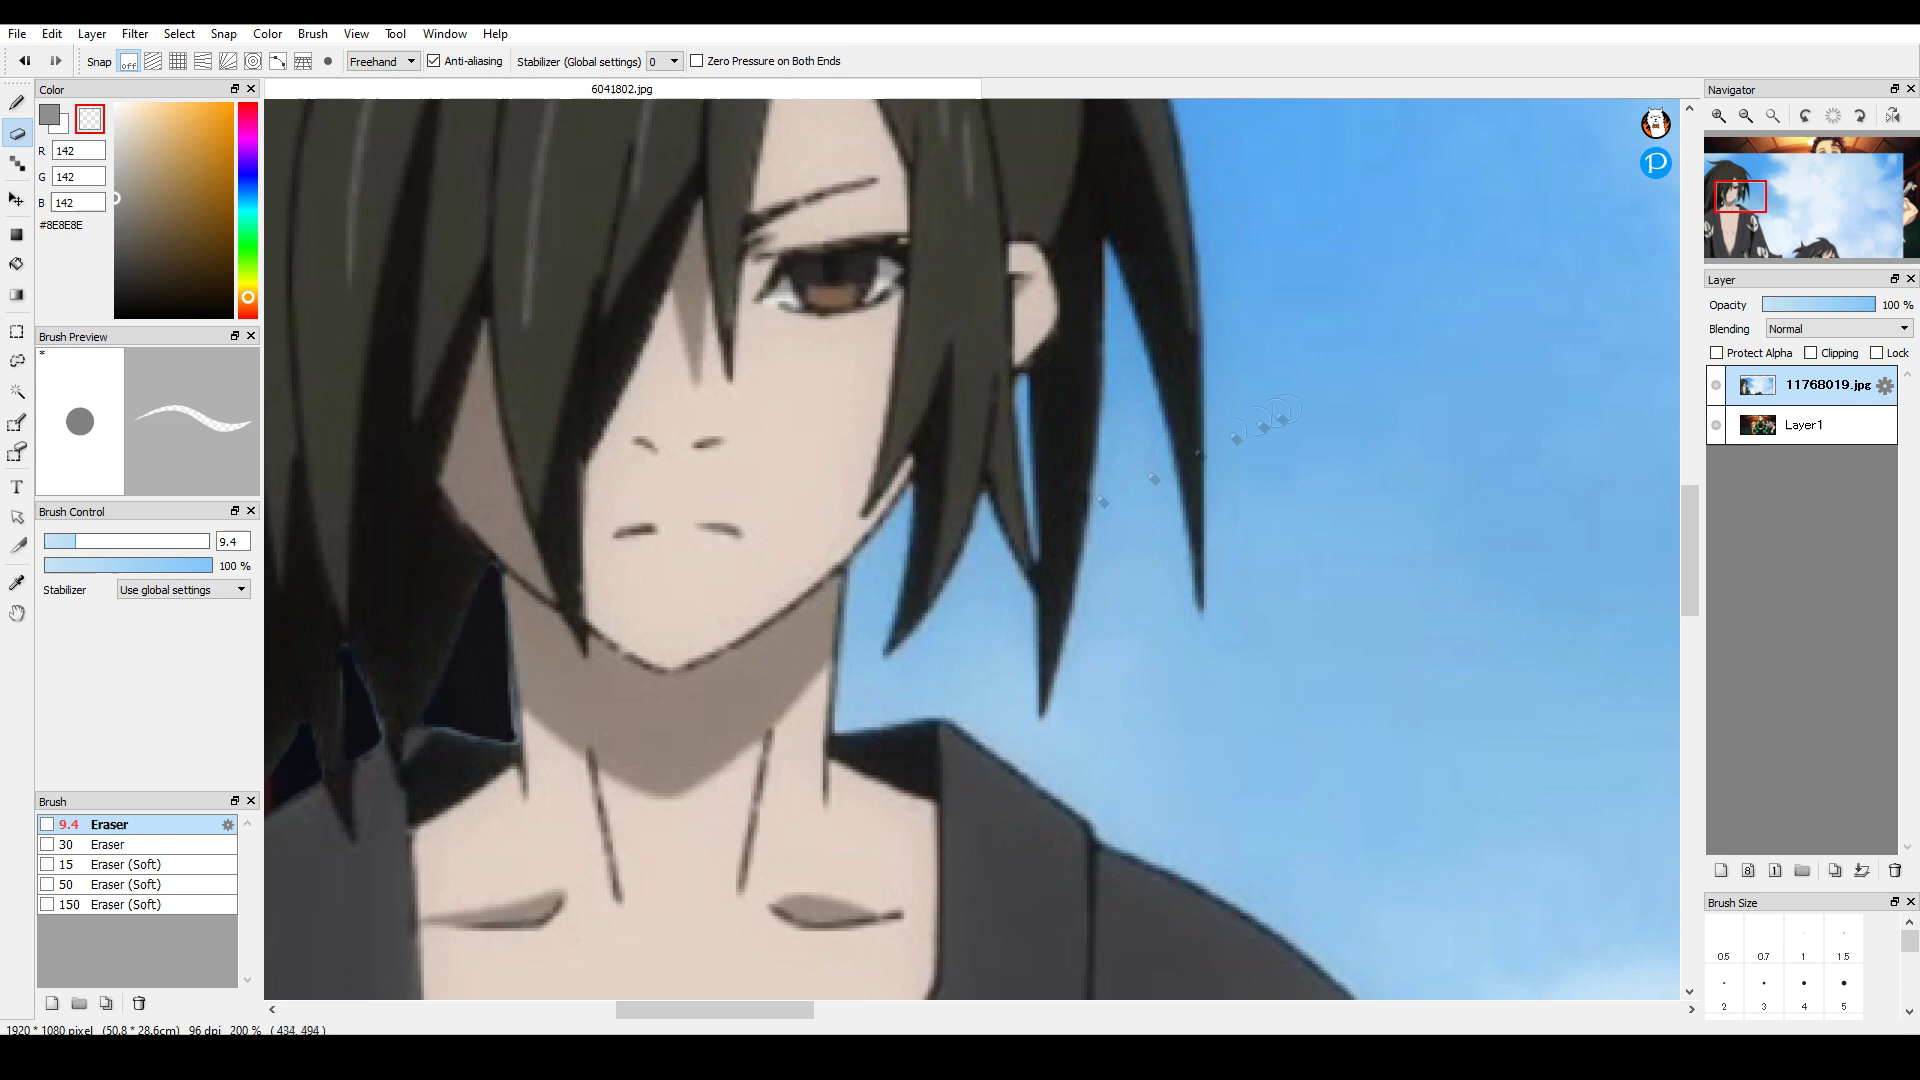 File Edit Layer Filter Select Snap Color Brush View Tool Window Help
Snap off Freehand Anti-aliasing Stabilizer (Global settings) 0 Zero Pressure on Both Ends
Color
R 142
G 142
B 142
#8E8E8E
Brush Preview
*
Brush Control
9.4
100 %
Stabilizer Use global settings
Brush
9.4 Eraser
30 Eraser
15 Eraser (Soft)
50 Eraser (Soft)
150 Eraser (Soft)
T
6041802.jpg
P
Navigator
Layer
Opacity 100 %
Blending Normal
Protect Alpha Clipping Lock
11768019.jpg
Layer1
8 1
Brush Size
0.5 0.7 1 1.5
2 3 4 5
1920 * 1080 pixel (50.8 * 28.6cm) 96 dpi 200 % ( 434, 494 )